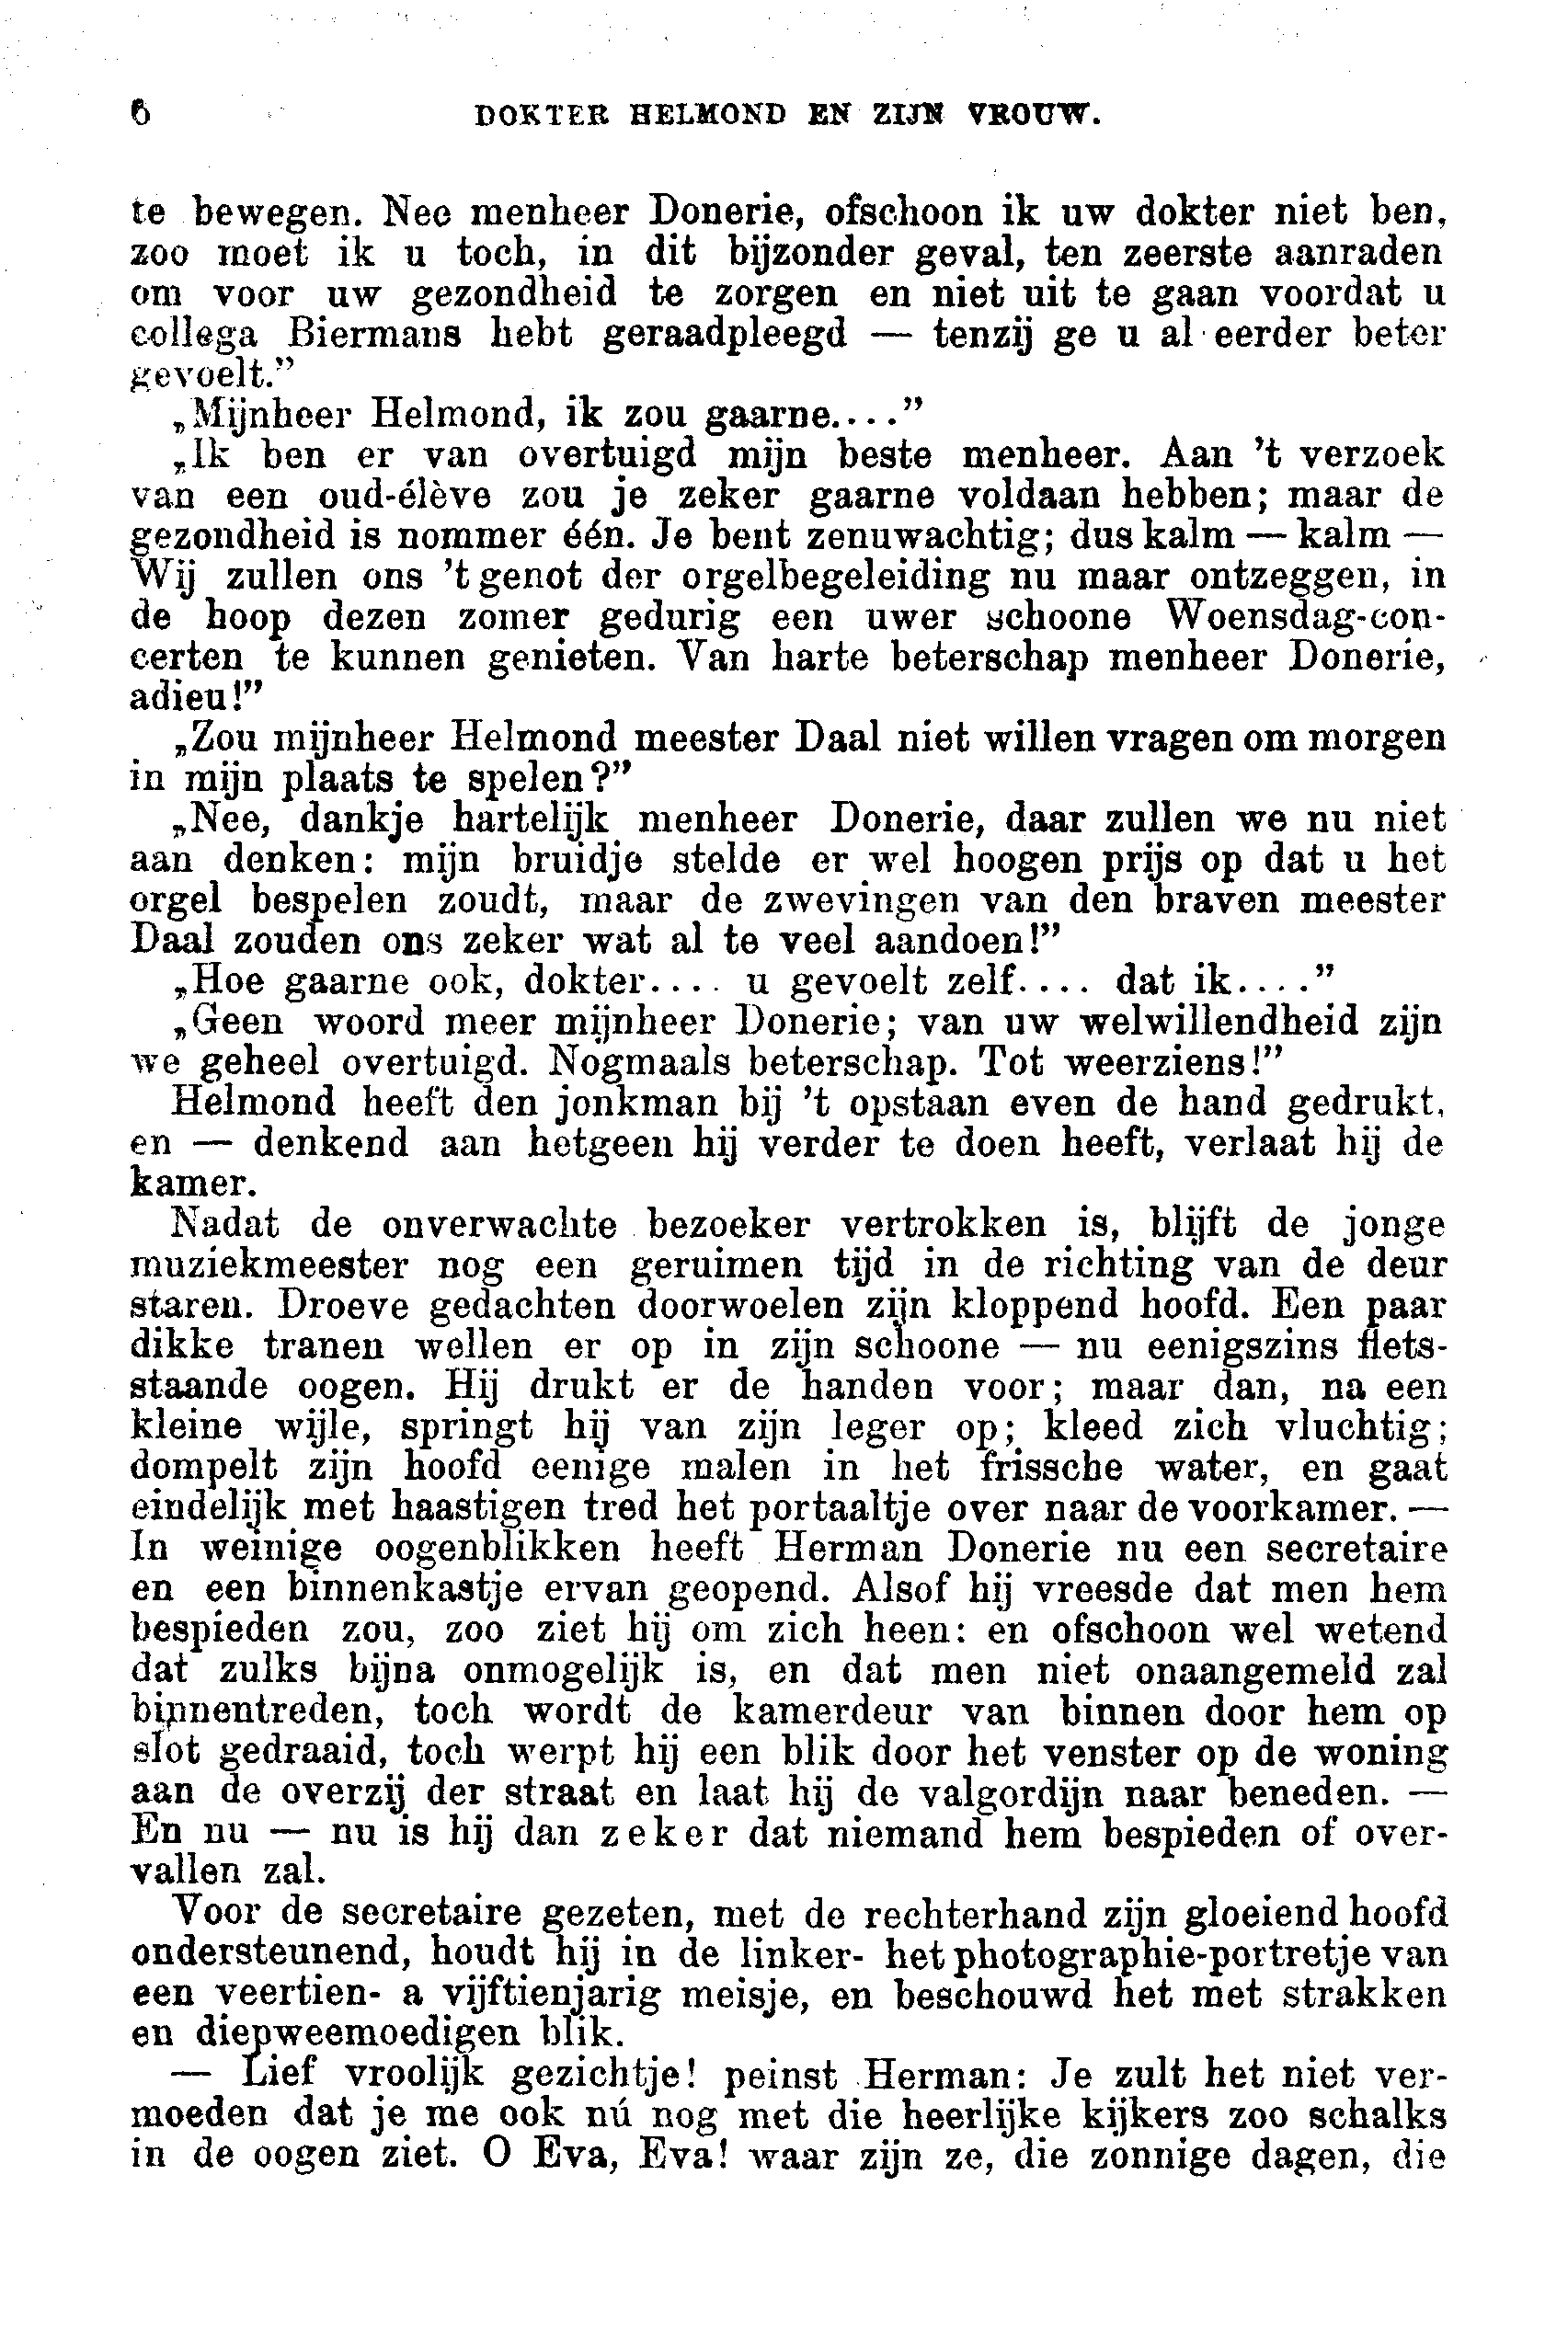 6 DOKTER HELMOND EN ZIJN VROUW.
te bewegen. Nee menheer Donerie, ofschoon ik uw dokter niet ben,
zoo moet ik u toch, in dit bijzonder geval, ten zeerste aanraden
om voor uw gezondheid te zorgen en niet uit te gaan voordat u
collega Biermans hebt geraadpleegd — tenzij ge u al eerder beter
gevoelt.”
„Mijnheer Helmond, ik zou gaarne....”
„Ik ben er van overtuigd mijn beste menheer. Aan ’t verzoek
van een oud-élève zou je zeker gaarne voldaan hebben; maar de
gezondheid is nommer één. Je bent zenuwachtig; dus kalm — kalm —
Wij zullen ons ’t genot der orgelbegeleiding nu maar ontzeggen, in
de hoop dezen zomer gedurig een uwer schoone Woensdag-con-
certen te kunnen genieten. Van harte beterschap menheer Donerie,
adieu!”
„Zou mijnheer Helmond meester Daal niet willen vragen om morgen
in mijn plaats te spelen?”
„Nee, dankje hartelijk menheer Donerie, daar zullen we nu niet
aan denken: mijn bruidje stelde er wel hoogen prijs op dat u het
orgel bespelen zoudt, maar de zwevingen van den braven meester
Daal zouden ons zeker wat al te veel aandoen!”
„Hoe gaarne ook, dokter.... u gevoelt zelf.... dat ik....”
„Geen woord meer mijnheer Donerie; van uw welwillendheid zijn
we geheel overtuigd. Nogmaals beterschap. Tot weerziens!”
Helmond heeft den jonkman bij ’t opstaan even de hand gedrukt,
en — denkend aan hetgeen hij verder te doen heeft, verlaat hij de
kamer.
Nadat de onverwachte bezoeker vertrokken is, blijft de jonge
muziekmeester nog een geruimen tijd in de richting van de deur
staren. Droeve gedachten doorwoelen zijn kloppend hoofd. Een paar
dikke tranen wellen er op in zijn schoone — nu eenigszins flets-
staande oogen. Hij drukt er de handen voor; maar dan, na een
kleine wijle, springt hij van zijn leger op; kleed zich vluchtig;
dompelt zijn hoofd eenige malen in het frissche water, en gaat
eindelijk met haastigen tred het portaaltje over naar de voorkamer. —
In weinige oogenblikken heeft Herman Donerie nu een secretaire
en een binnenkastje ervan geopend. Alsof hij vreesde dat men hem
bespieden zou, zoo ziet hij om zich heen: en ofschoon wel wetend
dat zulks bijna onmogelijk is, en dat men niet onaangemeld zal
binnentreden, toch wordt de kamerdeur van binnen door hem op
slot gedraaid, toch werpt hij een blik door het venster op de woning
aan de overzij der straat en laat hij de valgordijn naar beneden. —
En nu — nu is hij dan zeker dat niemand hem bespieden of over-
vallen zal.
Voor de secretaire gezeten, met de rechterhand zijn gloeiend hoofd
ondersteunend, houdt hij in de linker- het photographie-portretje van
een veertien- a vijftienjarig meisje, en beschouwd het met strakken
en diepweemoedigen blik.
— Lief vroolijk gezichtje! peinst Herman: Je zult het niet ver-
moeden dat je me ook nú nog met die heerlijke kijkers zoo schalks
in de oogen ziet. O Eva, Eva! waar zijn ze, die zonnige dagen, die